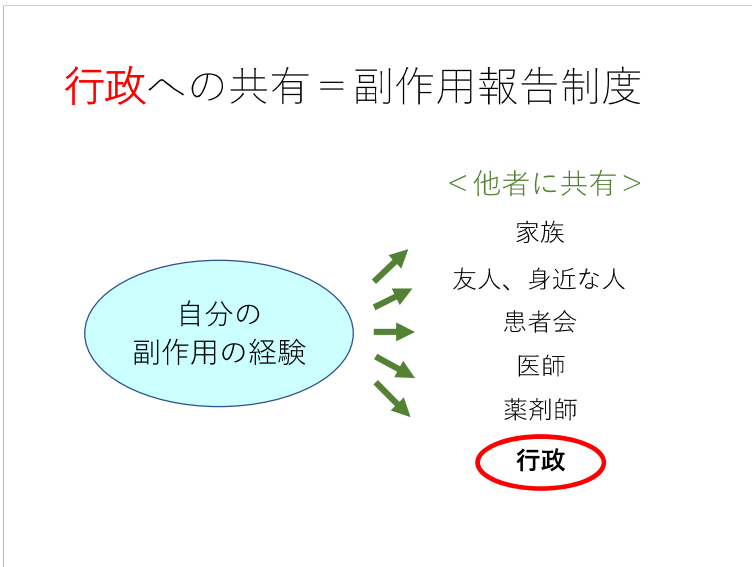 行政への共有＝副作用報告制度
＜他者に共有＞
家族
友人、身近な人
患者会
医師
薬剤師
行政
自分の
副作用の経験